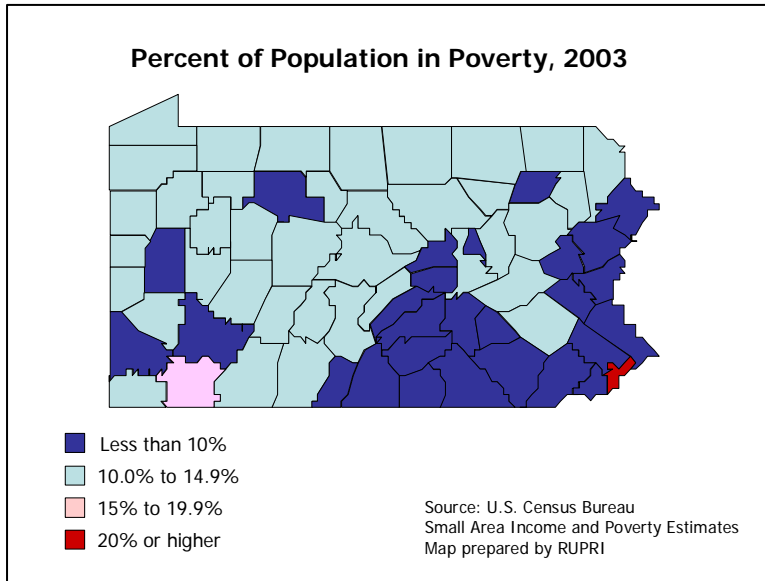 Percent of Population in Poverty, 2003
Less than 10%
10.0% to 14.9%
15% to 19.9%
20% or higher
Source: U.S. Census Bureau
Small Area Income and Poverty Estimates
Map prepared by RUPRI